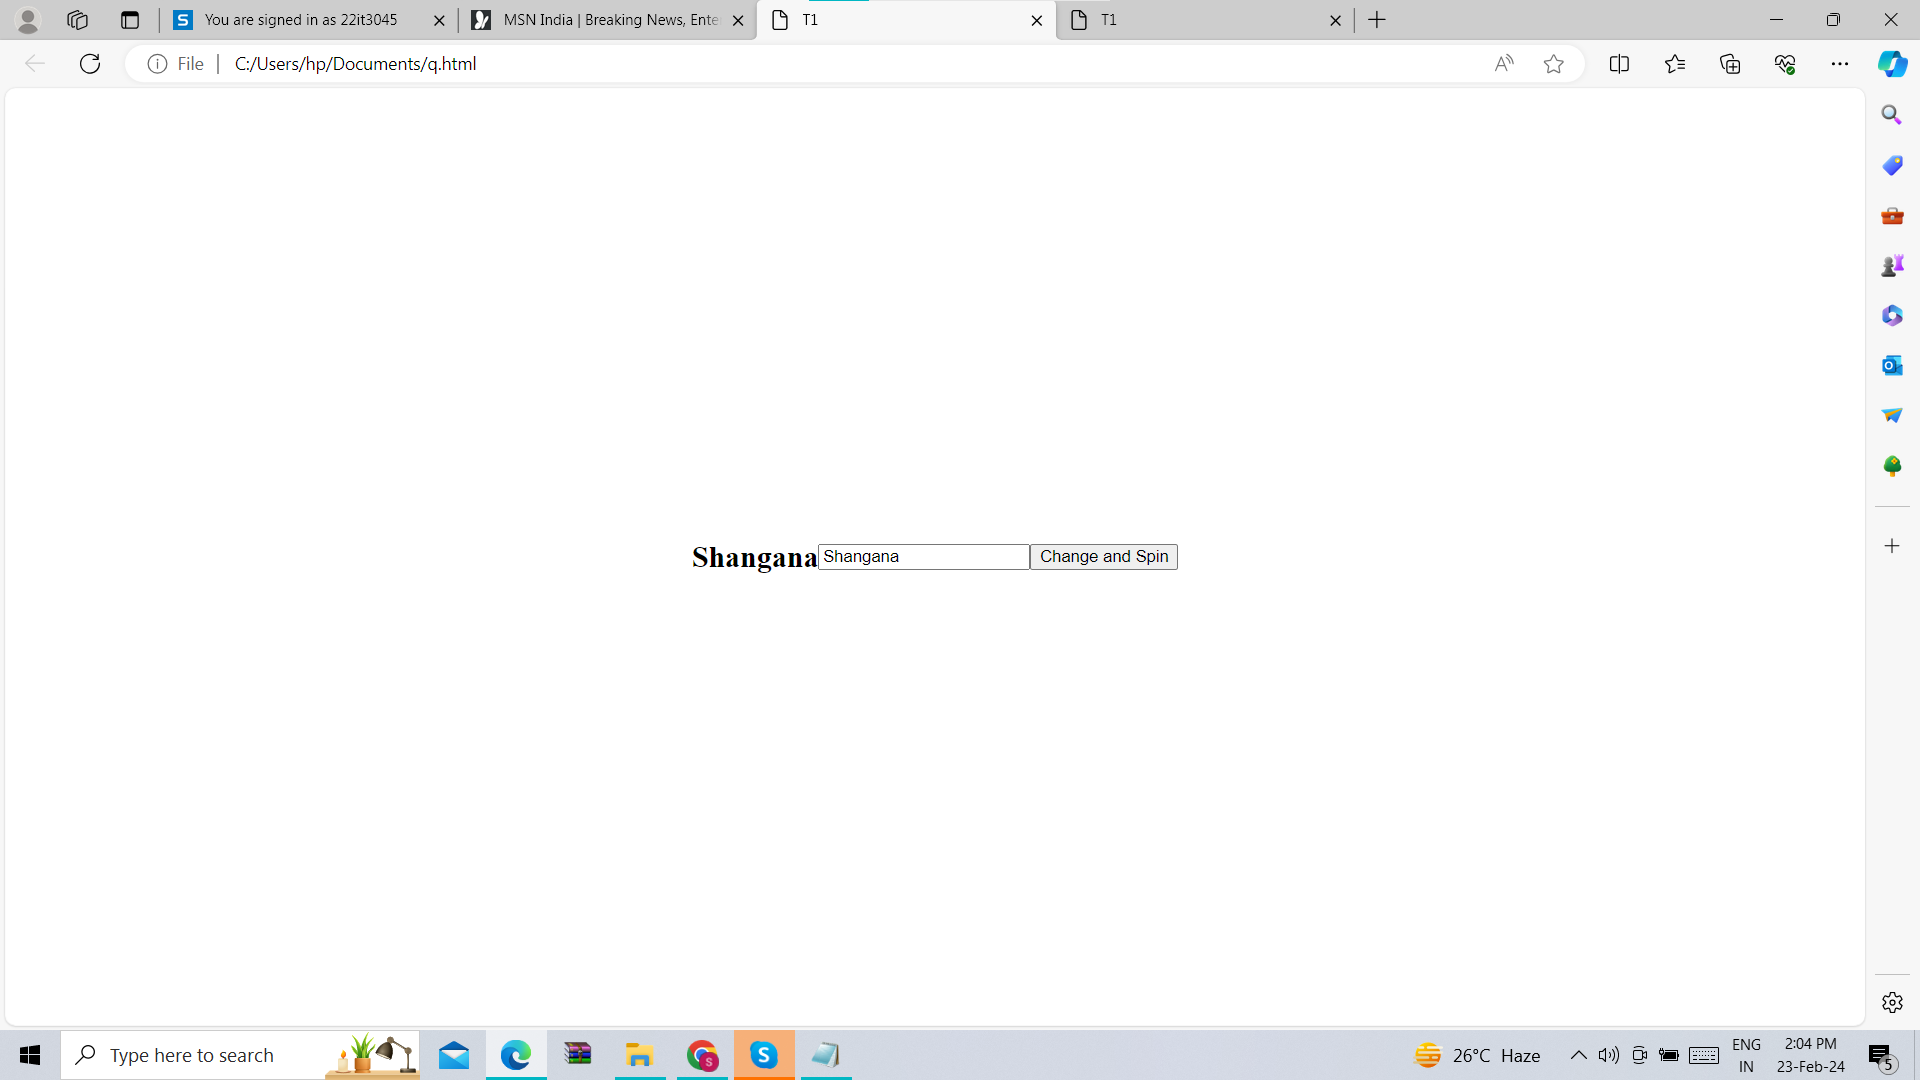 You are signed in as 22it3045
MSN India | Breaking News, Ente
T1
T1
File
C:/Users/hp/Documents/q.html
Shangana
Shangana
Change and Spin
Type here to search
26°C Haze
ENG
IN
2:04 PM
23-Feb-24
5